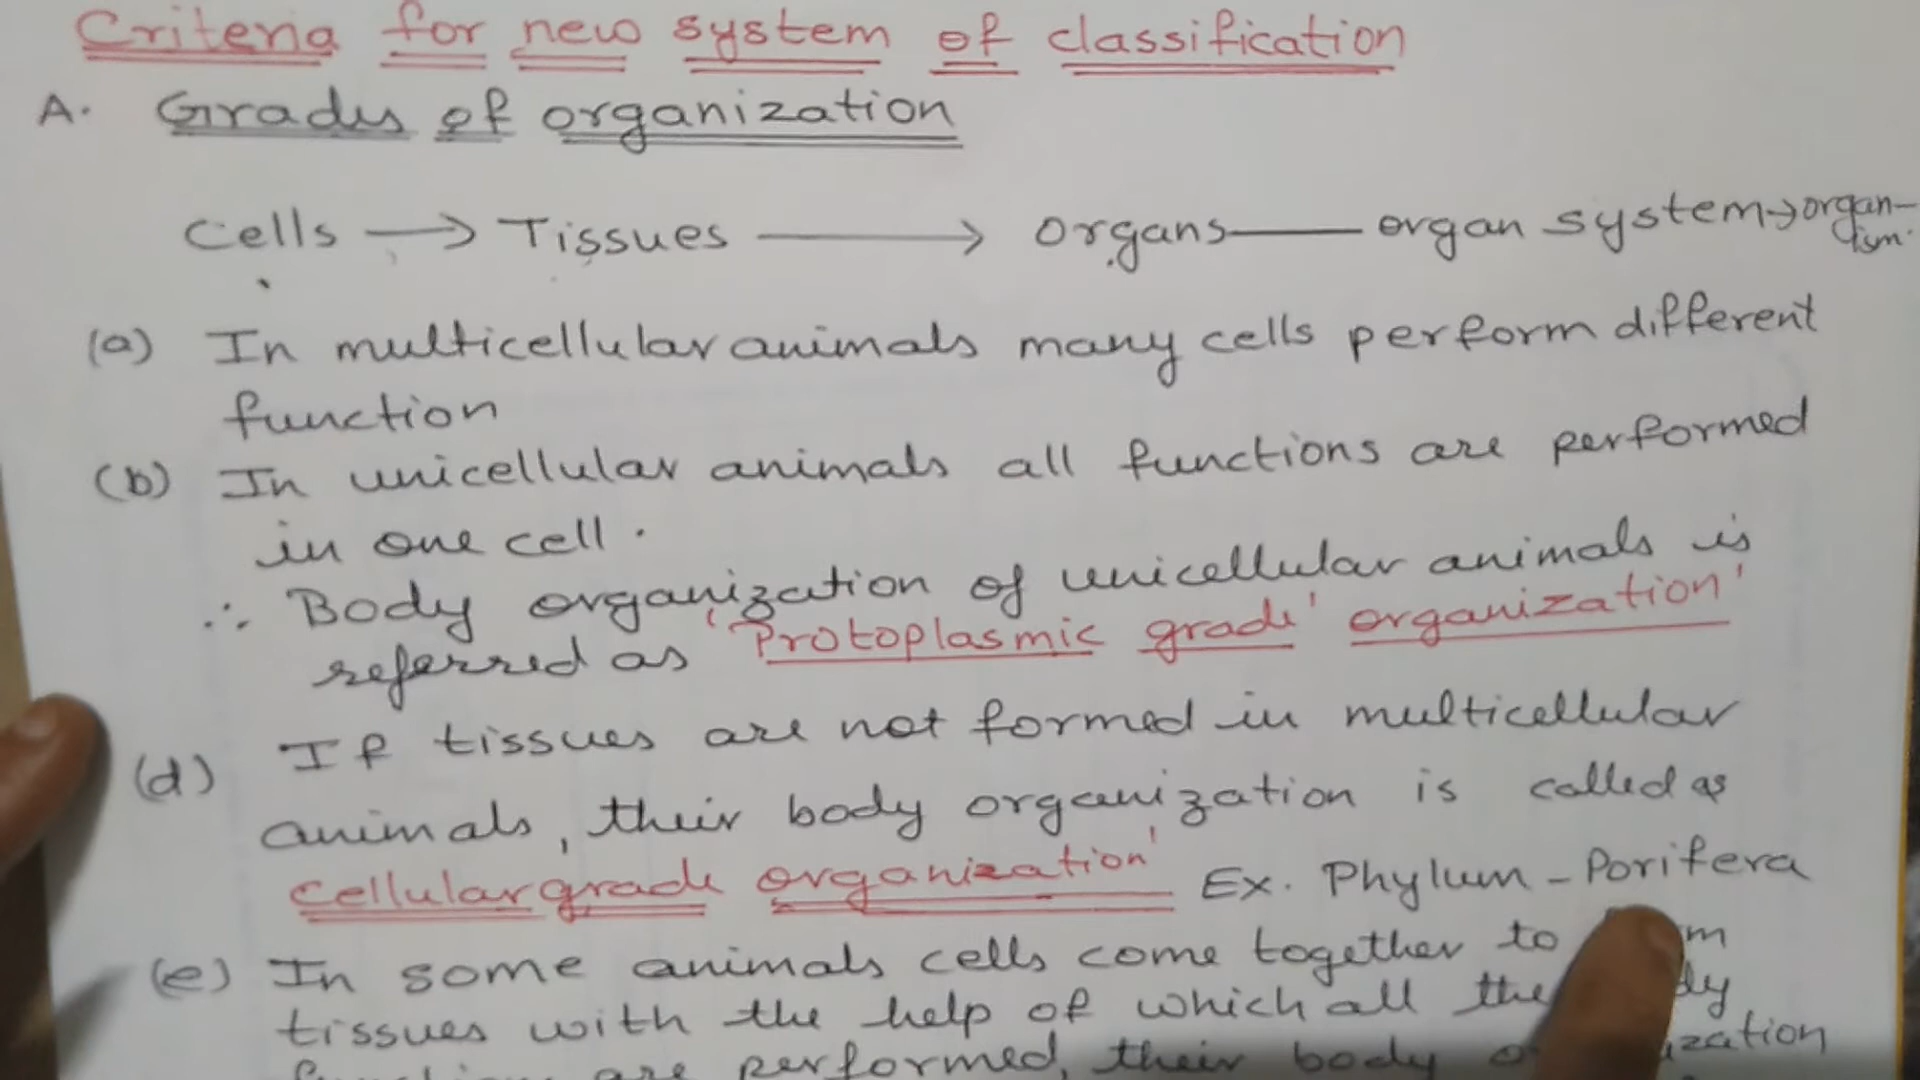 Criteria for new system of classification
A. Grades of organization
Cells → Tissues → Organs — organ system → organ-
ism.
(a) In multicellular animals many cells perform different
function
(b) In unicellular animals all functions are performed
in one cell.
∴ Body organization of unicellular animals is
referred as 'Protoplasmic grade' organization'
(d) If tissues are not formed in multicellular
animals, their body organization is called as
cellular grade organization' Ex. Phylum - Porifera
(e) In some animals cells come together to
tissues with the help of which all the
are performed, their body